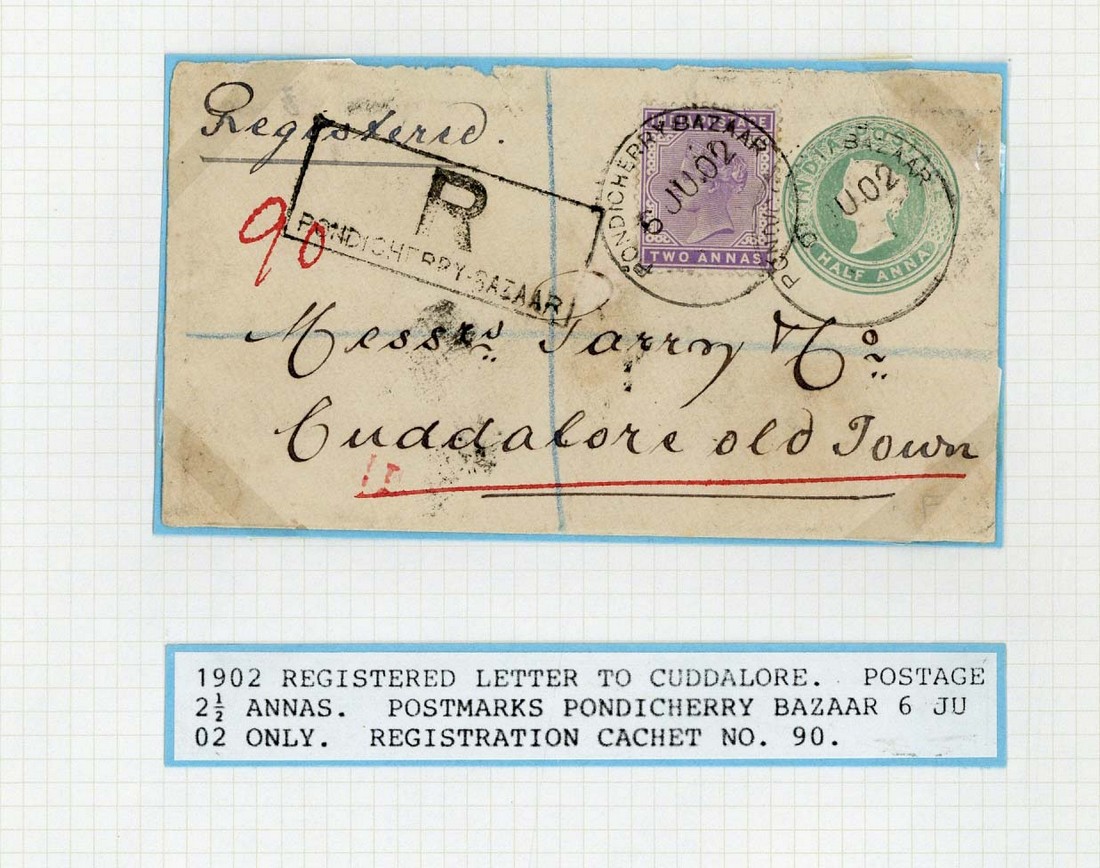 Registered.
R
PONDICHERRY-BAZAAR
90
PONDICHERRY BAZAAR
6 JU.02
TWO ANNAS
INDIA
BAZAAR
U.02
HALF ANNA
Messrs. Parry & Co.
Cuddalore old Town
1902 REGISTERED LETTER TO CUDDALORE. POSTAGE
2½ ANNAS. POSTMARKS PONDICHERRY BAZAAR 6 JU
02 ONLY. REGISTRATION CACHET NO. 90.